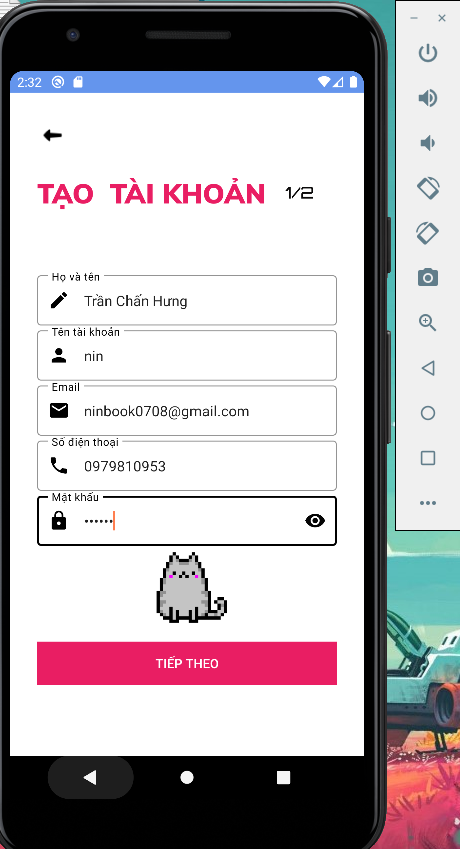 2:32
TẠO TÀI KHOẢN 1/2
Họ và tên
Trần Chấn Hưng
Tên tài khoản
nin
Email
ninbook0708@gmail.com
Số điện thoại
0979810953
Mật khẩu
••••••
TIẾP THEO